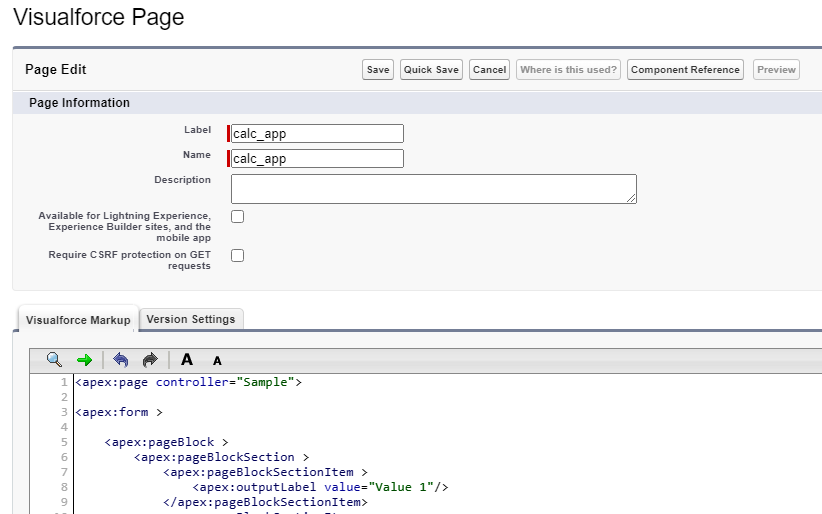 Visualforce Page
Page Edit
Save Quick Save Cancel Where is this used? Component Reference Preview
Page Information
Label calc_app
Name calc_app
Description
Available for Lightning Experience,
Experience Builder sites, and the
mobile app
Require CSRF protection on GET
requests
Visualforce Markup Version Settings
A A
1 <apex:page controller="Sample">
2
3 <apex:form >
4
5 <apex:pageBlock >
6 <apex:pageBlockSection >
7 <apex:pageBlockSectionItem >
8 <apex:outputLabel value="Value 1"/>
9 </apex:pageBlockSectionItem>